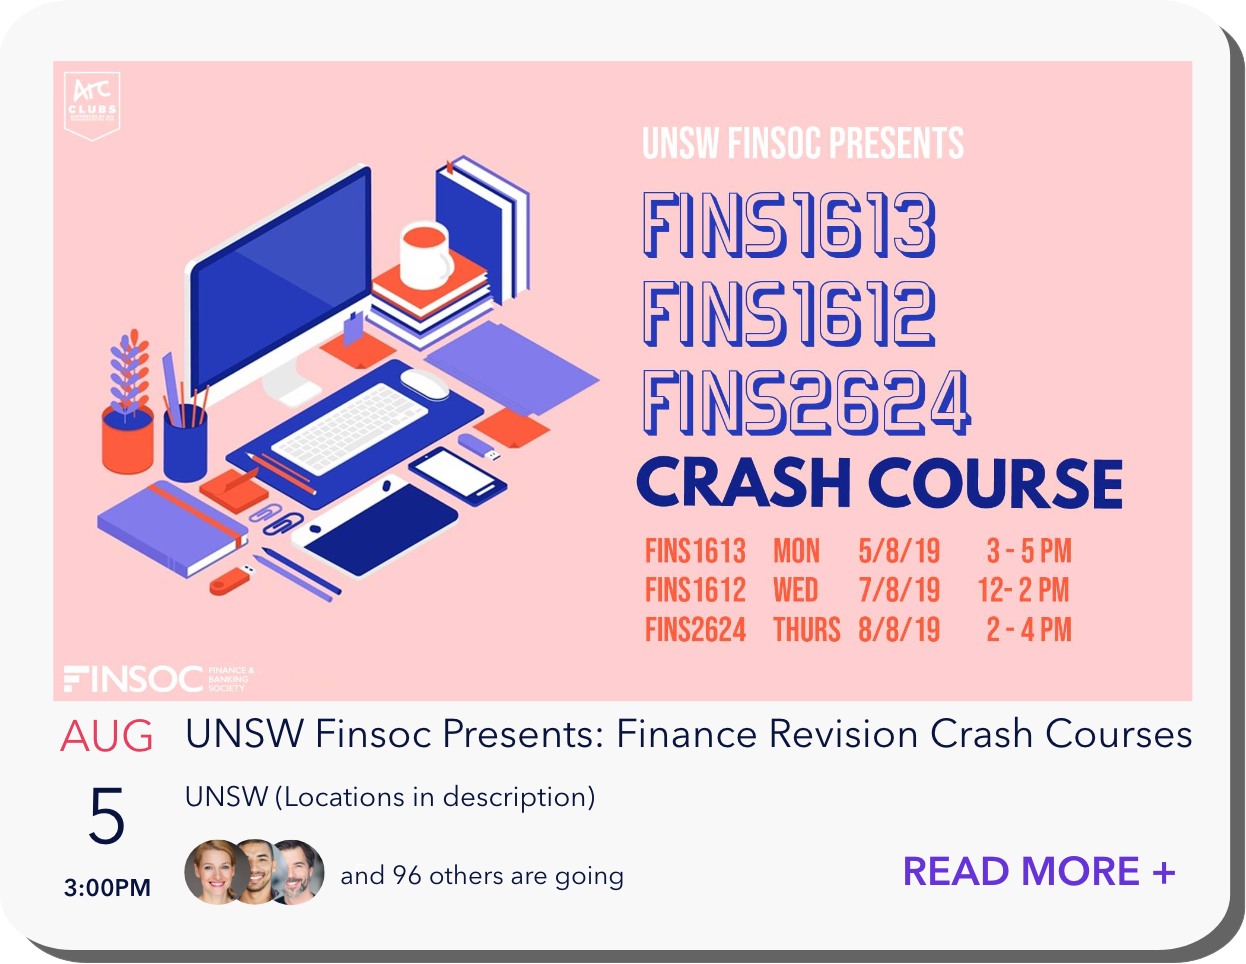 Arc
CLUBS
UNSW FINSOC PRESENTS
FINS1613
FINS1612
FINS2624
CRASH COURSE
FINS1613 MON 5/8/19 3 - 5 PM
FINS1612 WED 7/8/19 12- 2 PM
FINS2624 THURS 8/8/19 2 - 4 PM
FINSOC FINANCE &
BANKING
SOCIETY
AUG
5
3:00PM
UNSW Finsoc Presents: Finance Revision Crash Courses
UNSW (Locations in description)
and 96 others are going
READ MORE +